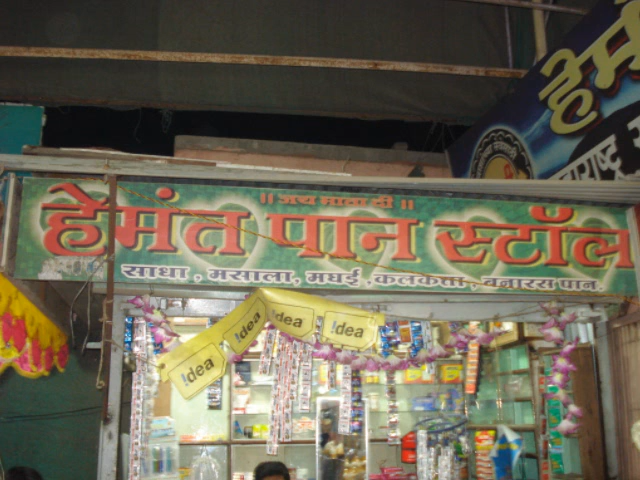 ॥ जय माता दी ॥
हेमंत पान स्टॉल
साधा, मसाला, मघई, कलकत्ता, बनारस पान.
!dea !dea !dea !dea